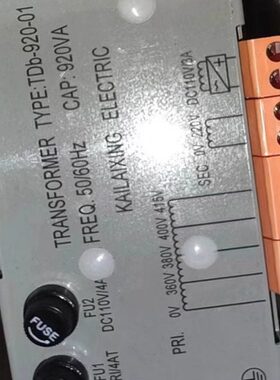 TRANSFORMER TYPE:TDb-920-01
FREQ. 50/60Hz CAP: 920VA
KAILAIXING ELECTRIC
FU2
DC110V/4A
FUSE
FU1
PRI. 0V 360V 380V 400V 415V
SEC. 0V 220V DC110V/3A